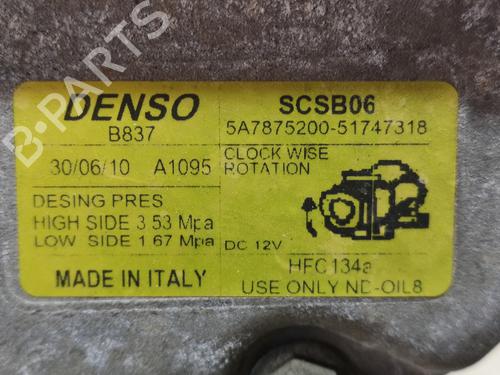 B-PARTS
DENSO
B837
SCSB06
5A7875200-51747318
30/06/10 A1095
CLOCK WISE
ROTATION
DESING PRES
HIGH SIDE 3 53 Mpa
LOW SIDE 1 67 Mpa
DC 12V
MADE IN ITALY
HFC134a
USE ONLY ND-OIL8